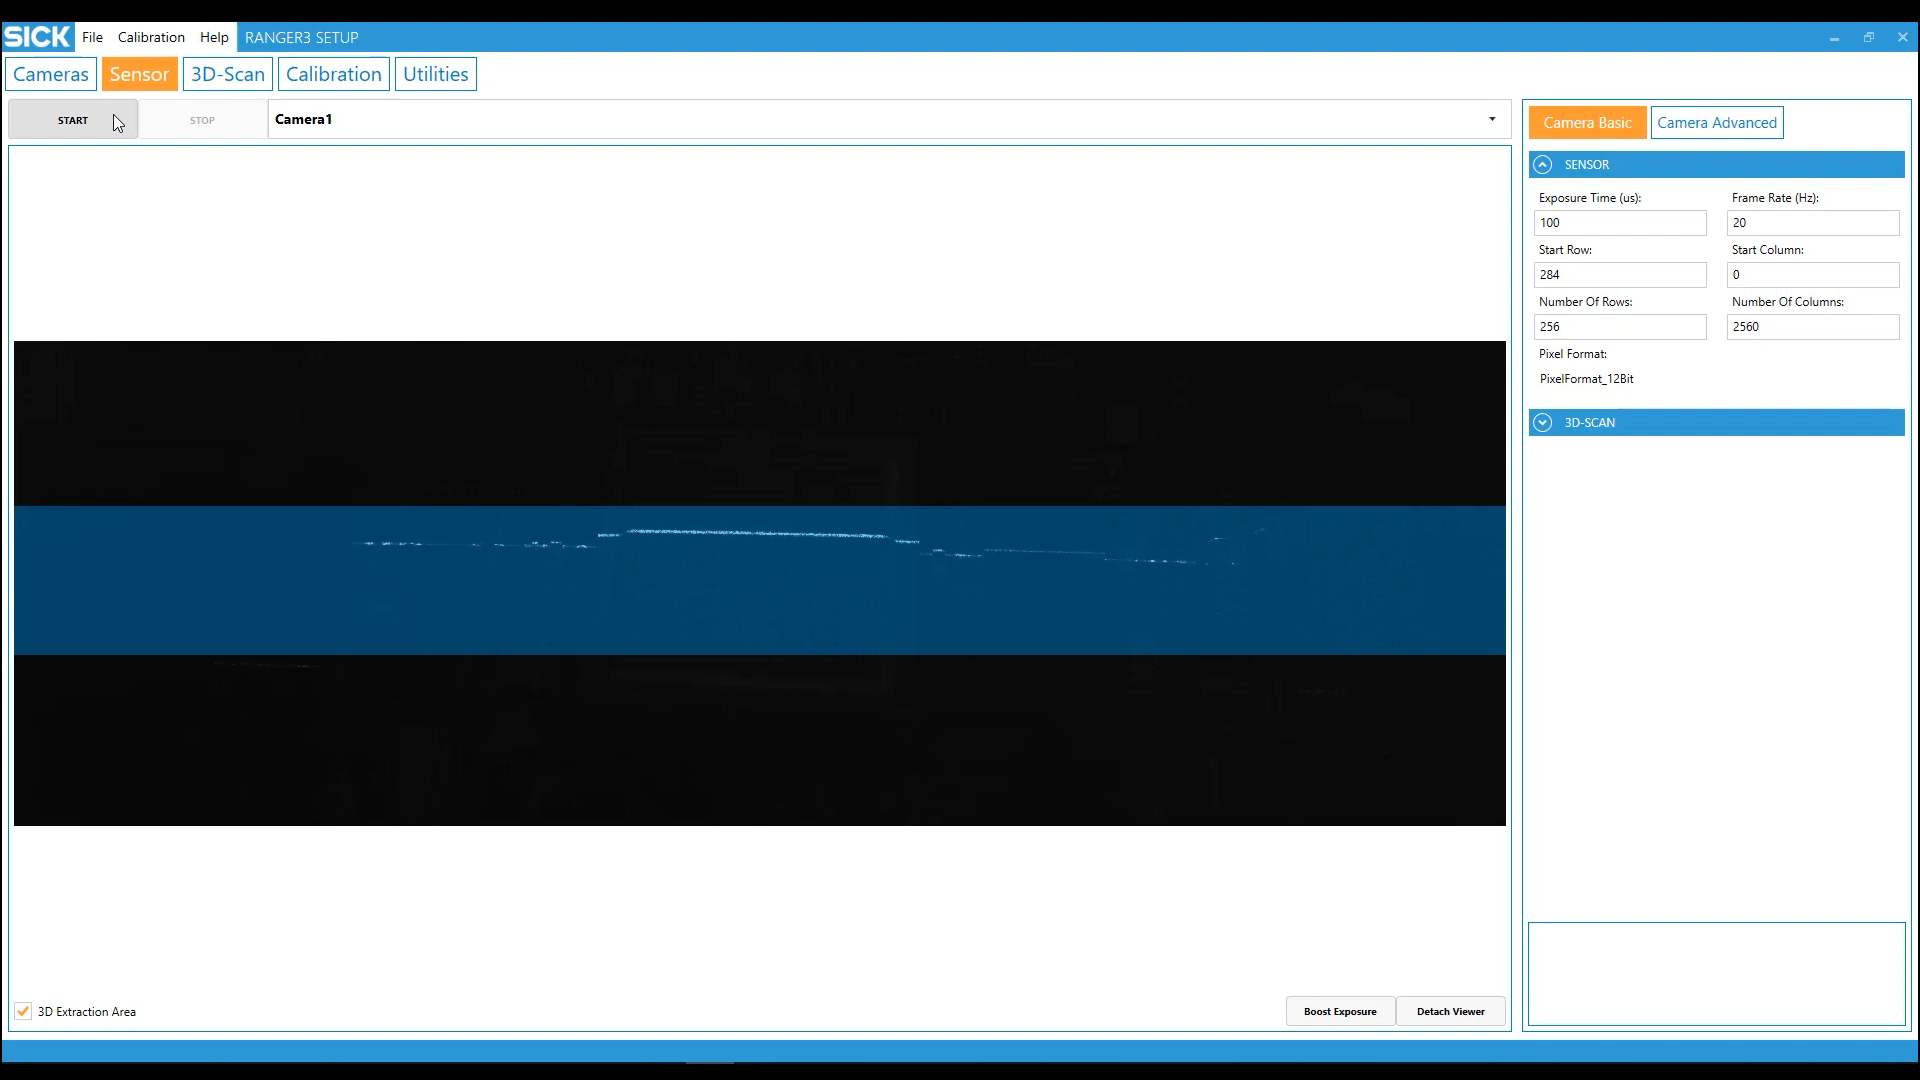 SICK File Calibration Help RANGER3 SETUP
Cameras Sensor 3D-Scan Calibration Utilities
START STOP Camera1
Camera Basic Camera Advanced
SENSOR
Exposure Time (us): Frame Rate (Hz):
100 20
Start Row: Start Column:
284 0
Number Of Rows: Number Of Columns:
256 2560
Pixel Format:
PixelFormat_12Bit
3D-SCAN
3D Extraction Area Boost Exposure Detach Viewer